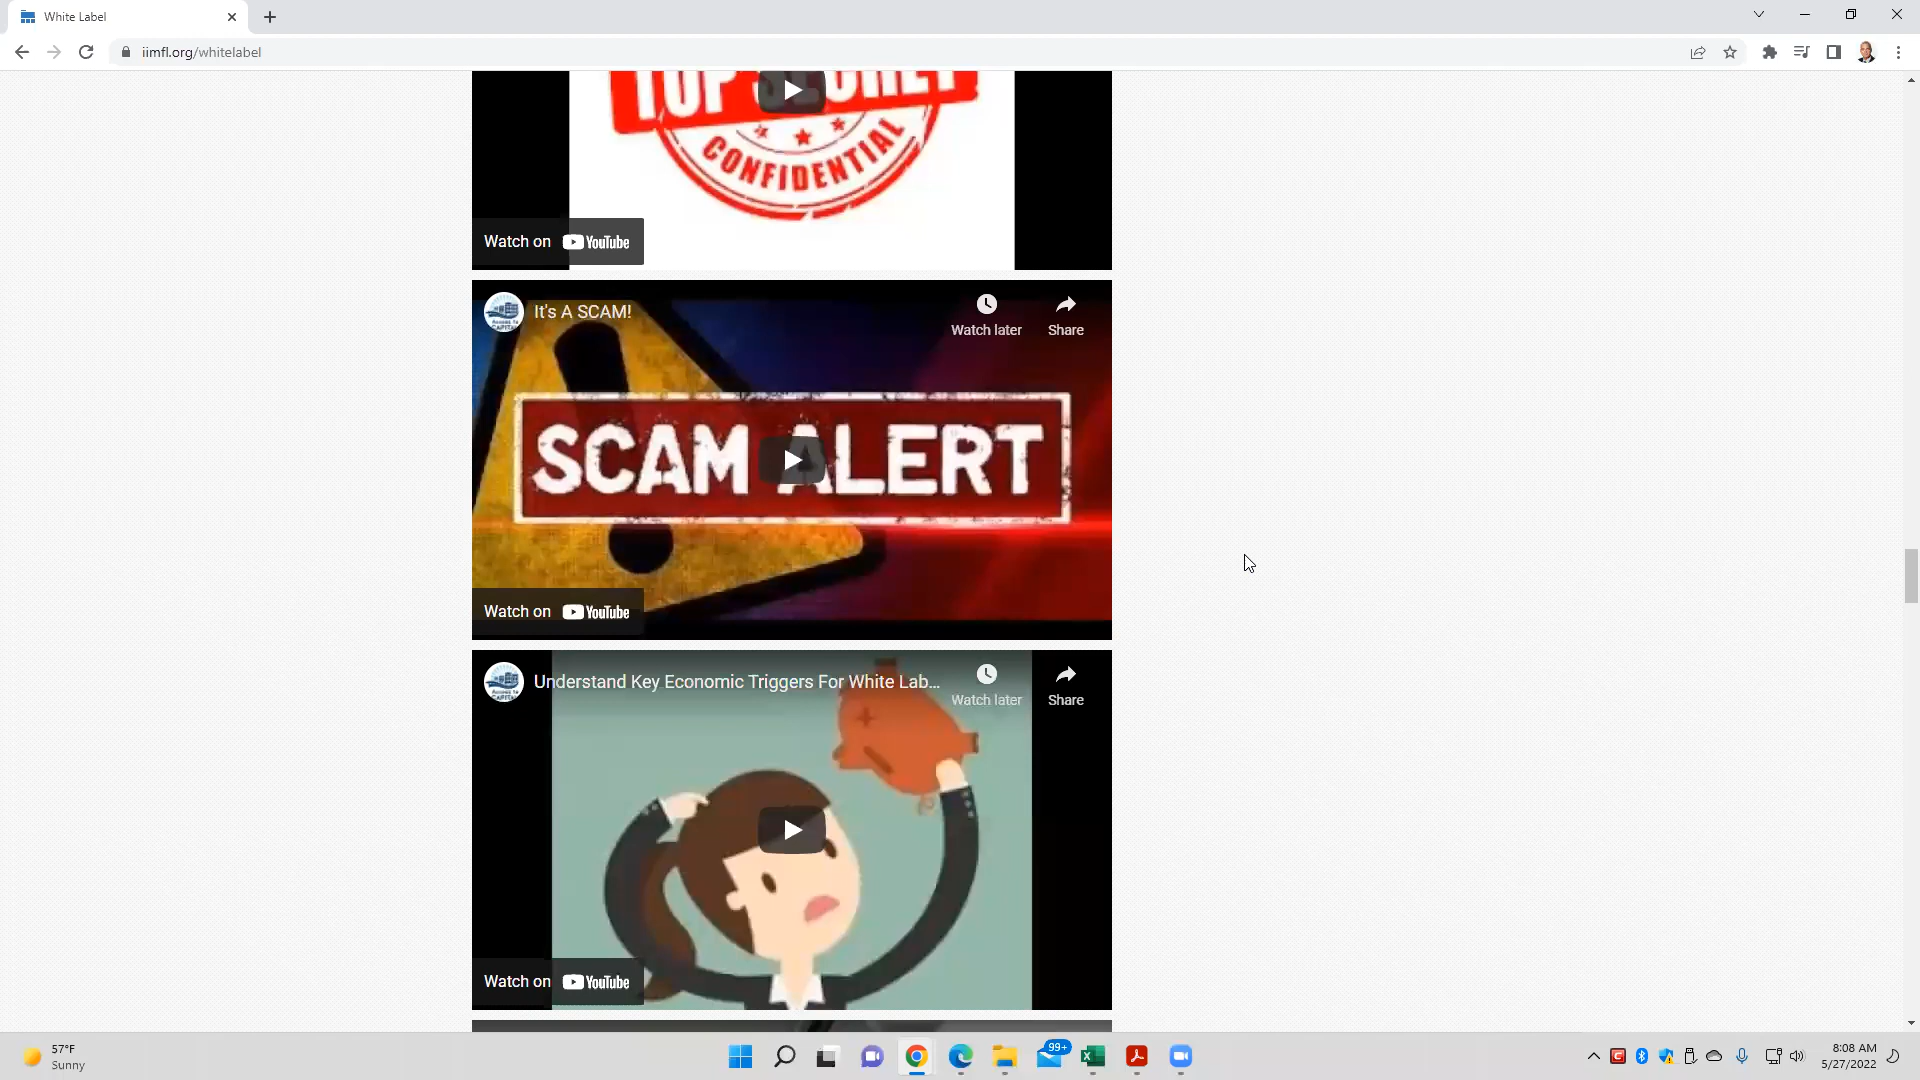 White Label
iimfl.org/whitelabel
TOP SECRET
CONFIDENTIAL
Watch on YouTube
It's A SCAM!
Watch later
Share
SCAM ALERT
Watch on YouTube
Understand Key Economic Triggers For White Lab...
Watch later
Share
Watch on YouTube
57°F
Sunny
99+
8:08 AM
5/27/2022